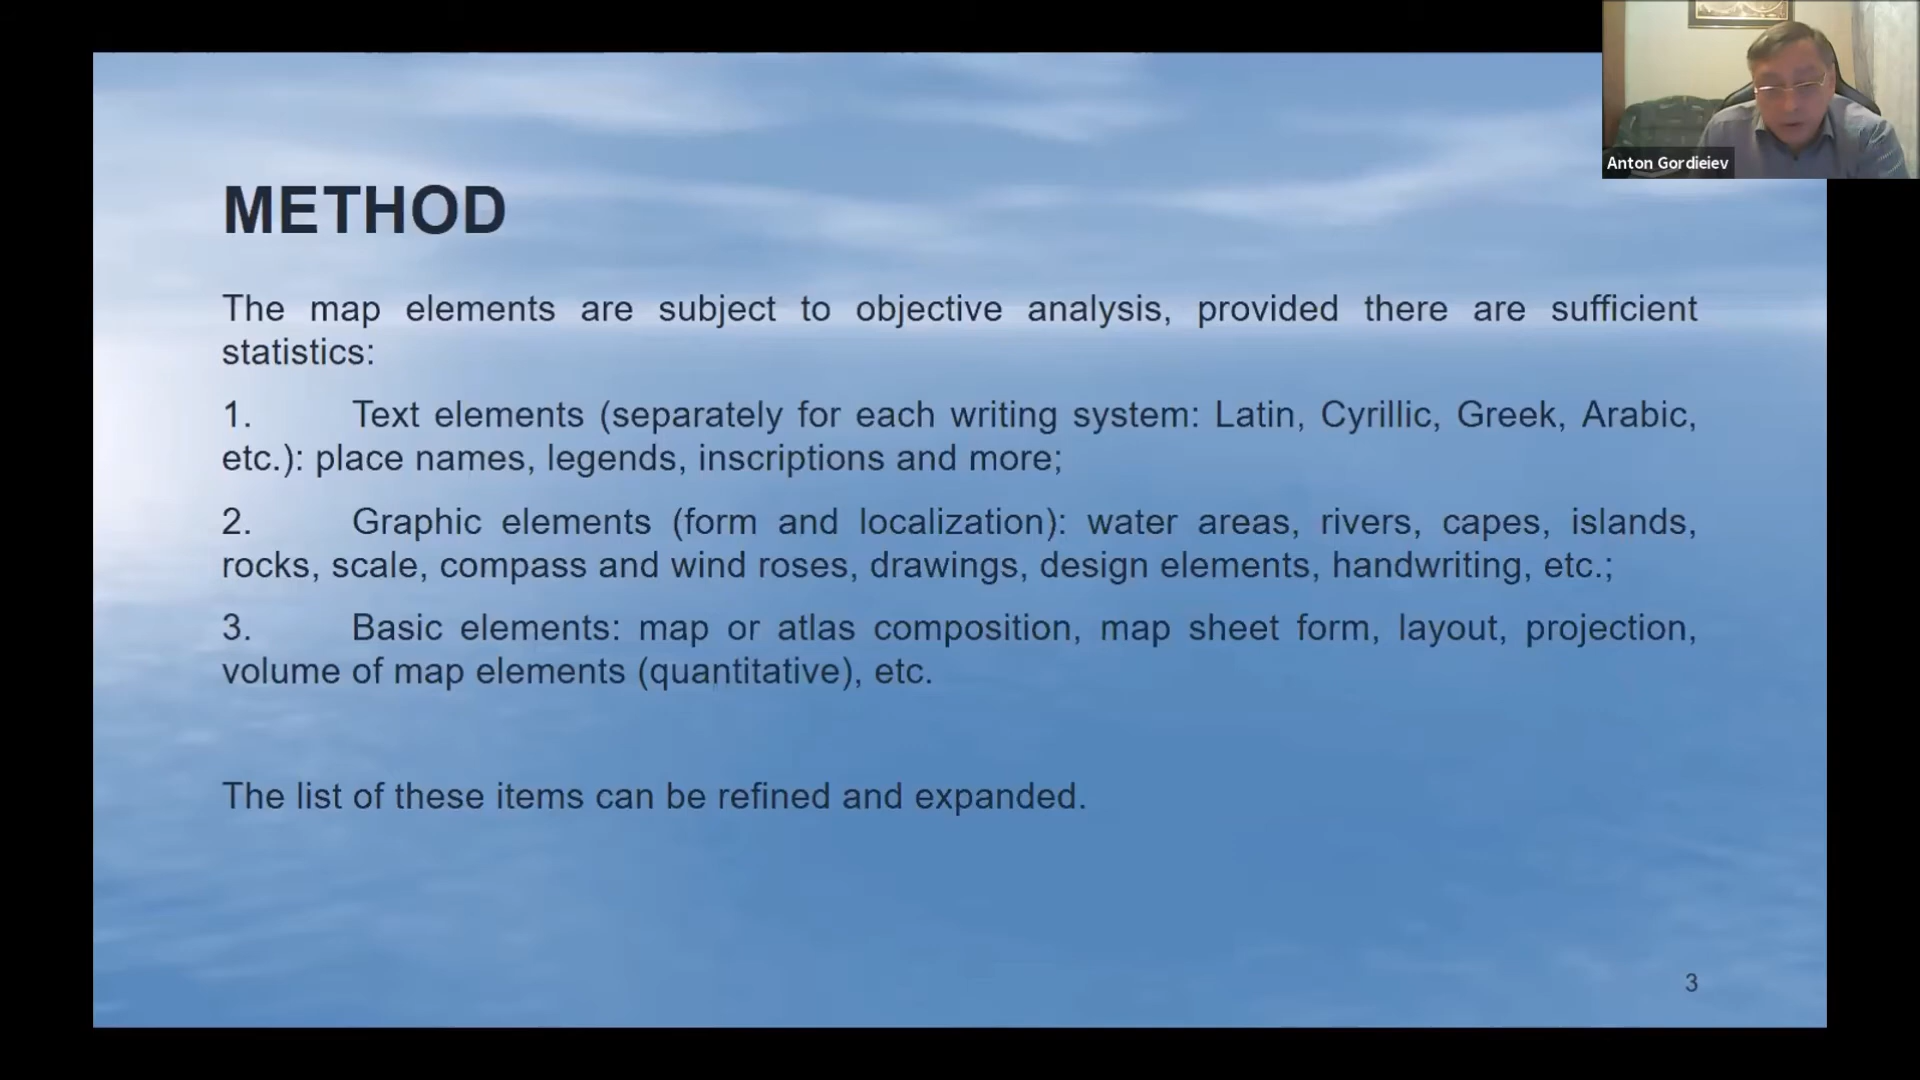 Anton Gordieiev
METHOD
The map elements are subject to objective analysis, provided there are sufficient
statistics:
1. Text elements (separately for each writing system: Latin, Cyrillic, Greek, Arabic,
etc.): place names, legends, inscriptions and more;
2. Graphic elements (form and localization): water areas, rivers, capes, islands,
rocks, scale, compass and wind roses, drawings, design elements, handwriting, etc.;
3. Basic elements: map or atlas composition, map sheet form, layout, projection,
volume of map elements (quantitative), etc.
The list of these items can be refined and expanded.
3